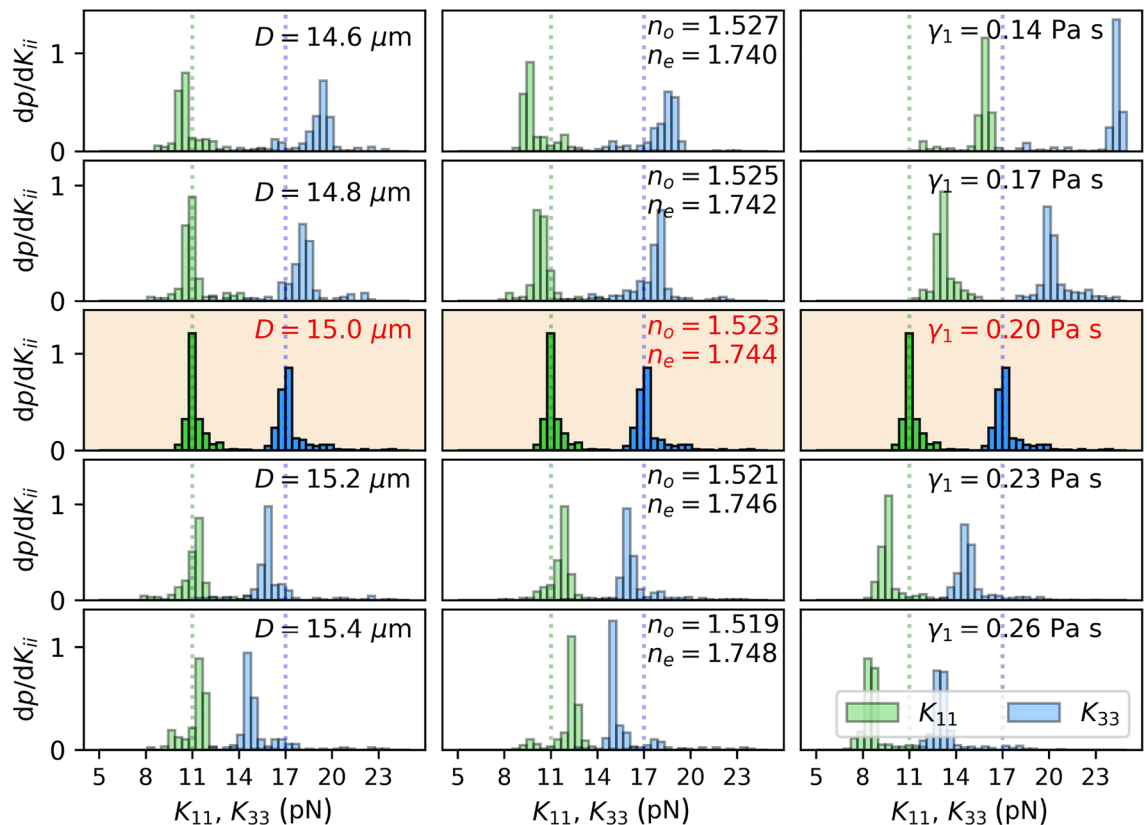 dp/dK_ii
1
0
D = 14.6 μm
n_o = 1.527
n_e = 1.740
γ_1 = 0.14 Pa s
dp/dK_ii
1
0
D = 14.8 μm
n_o = 1.525
n_e = 1.742
γ_1 = 0.17 Pa s
dp/dK_ii
1
0
D = 15.0 μm
n_o = 1.523
n_e = 1.744
γ_1 = 0.20 Pa s
dp/dK_ii
1
0
D = 15.2 μm
n_o = 1.521
n_e = 1.746
γ_1 = 0.23 Pa s
dp/dK_ii
1
0
D = 15.4 μm
n_o = 1.519
n_e = 1.748
γ_1 = 0.26 Pa s
K_11 K_33
5 8 11 14 17 20 23
5 8 11 14 17 20 23
5 8 11 14 17 20 23
K_11, K_33 (pN)
K_11, K_33 (pN)
K_11, K_33 (pN)